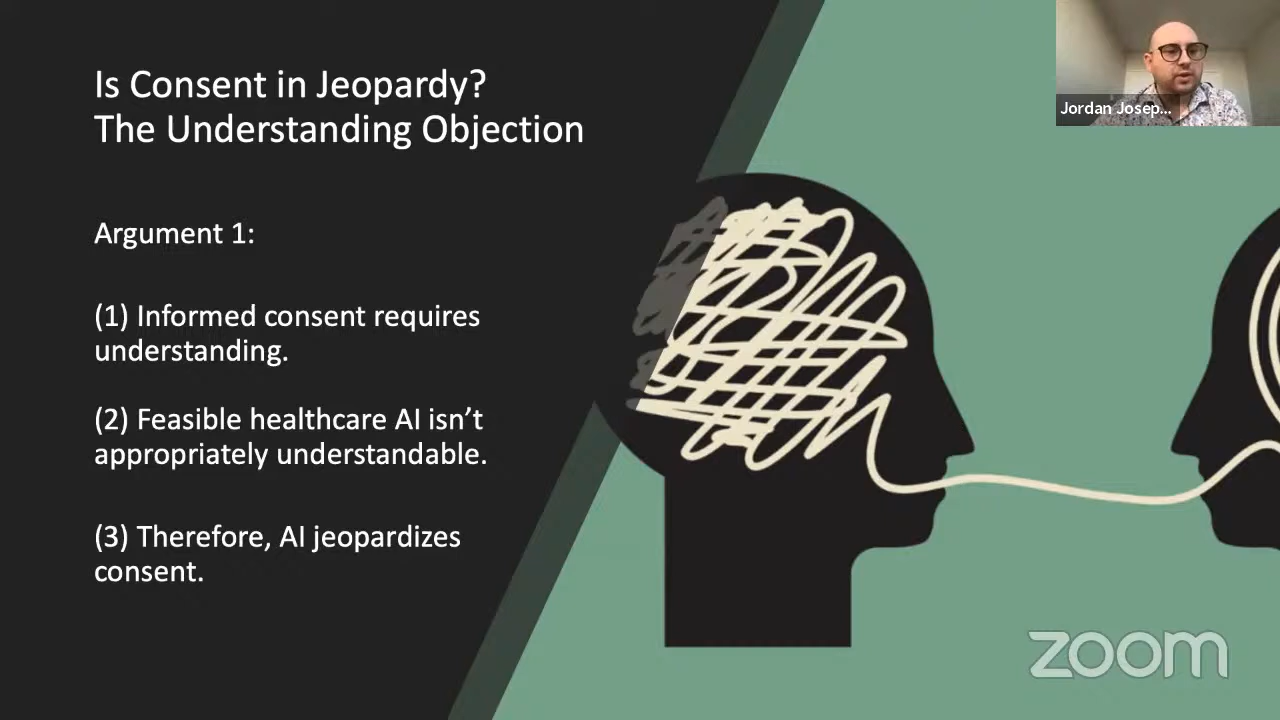 Is Consent in Jeopardy?
The Understanding Objection
Argument 1:
(1) Informed consent requires
understanding.
(2) Feasible healthcare AI isn’t
appropriately understandable.
(3) Therefore, AI jeopardizes
consent.
Jordan Josep...
zoom